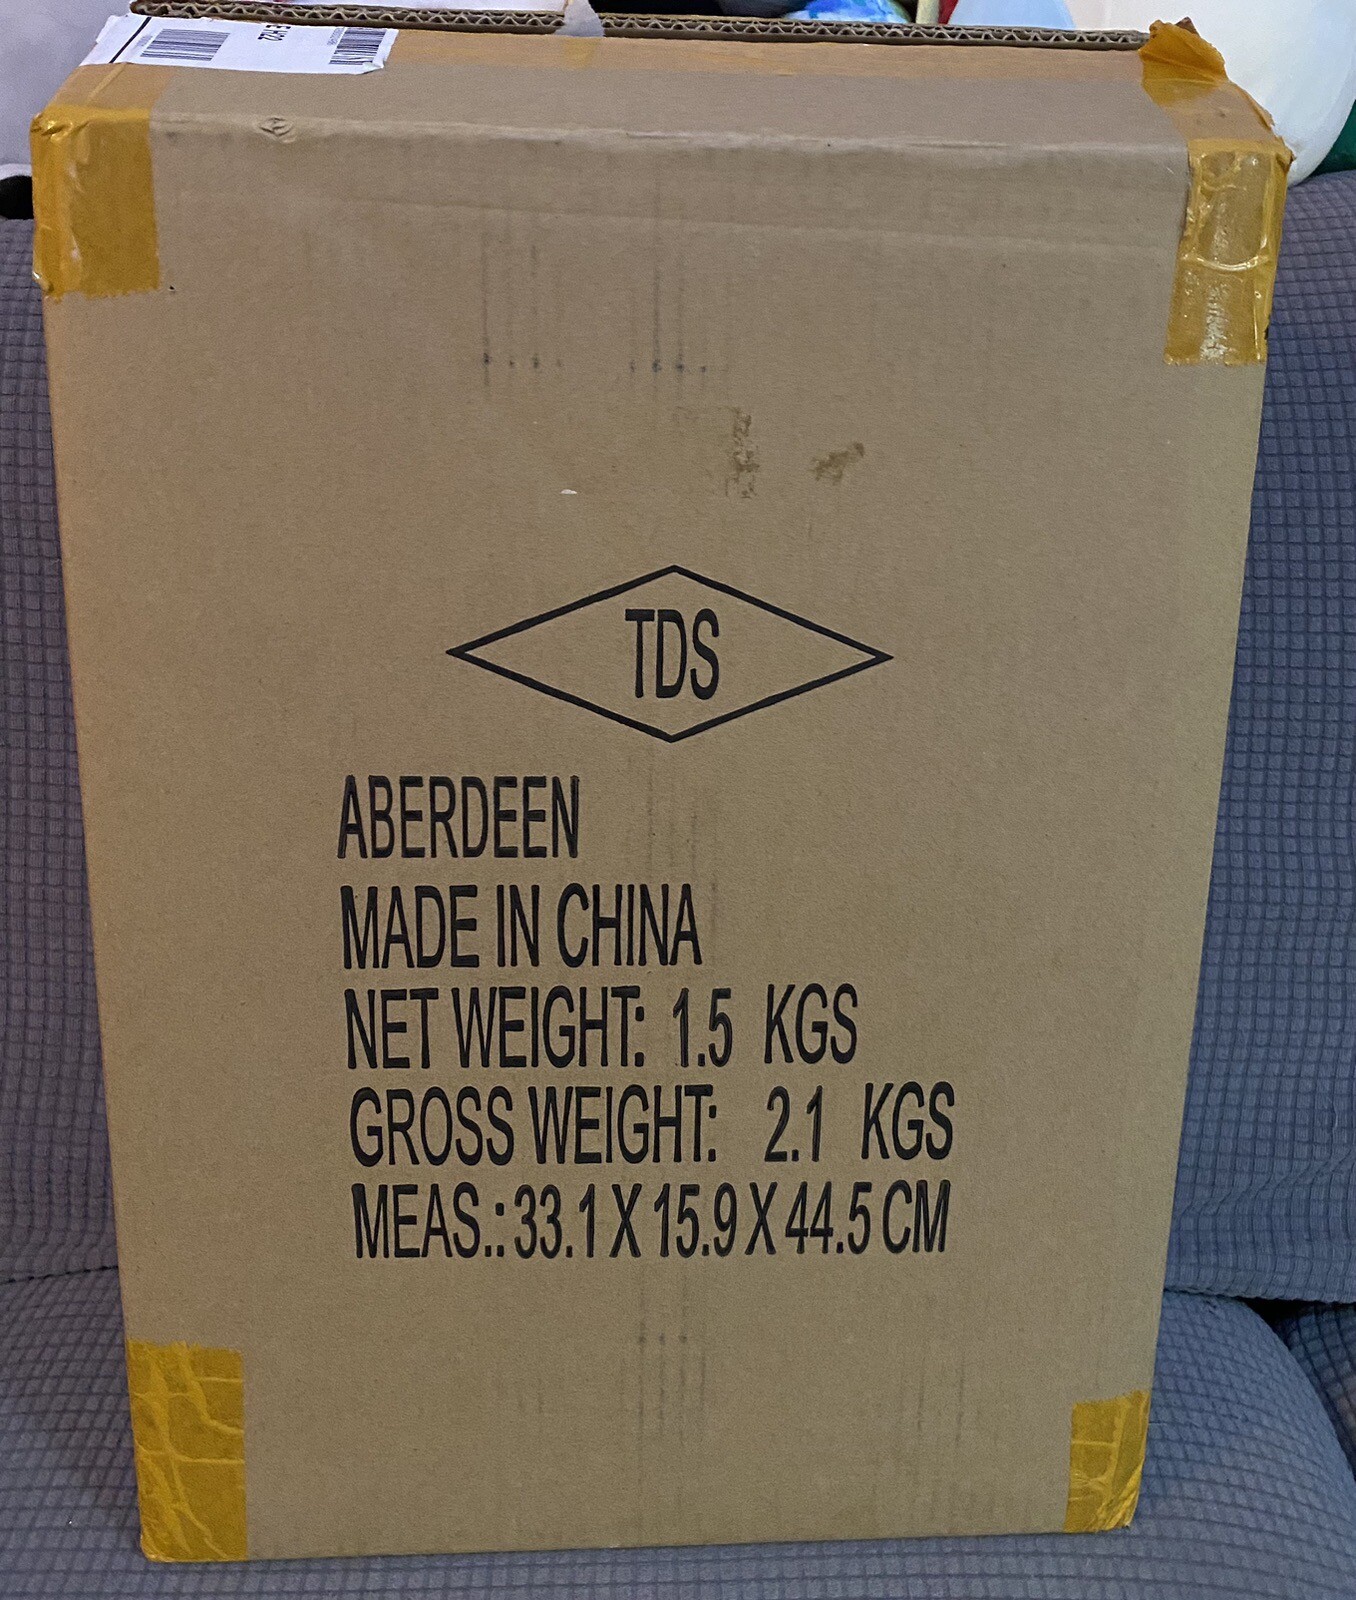 TDS
ABERDEEN
MADE IN CHINA
NET WEIGHT: 1.5 KGS
GROSS WEIGHT: 2.1 KGS
MEAS.: 33.1 X 15.9 X 44.5 CM